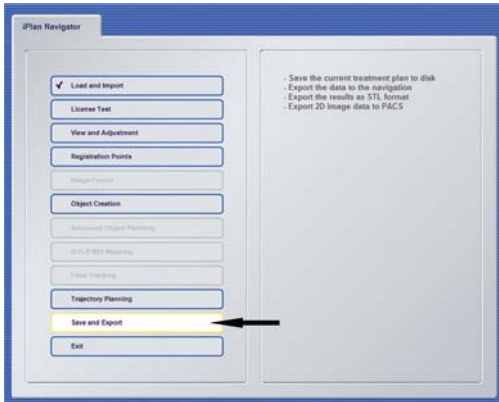 iPlan Navigator
Load and Import
License Test
View and Adjustment
Registration Points
Image Fusion
Object Creation
Advanced Object Planning
BOLD MRI Mapping
Fiber Tracking
Trajectory Planning
Save and Export
Exit
- Save the current treatment plan to disk
- Export the data to the navigation
- Export the results as STL format
- Export 2D image data to PACS